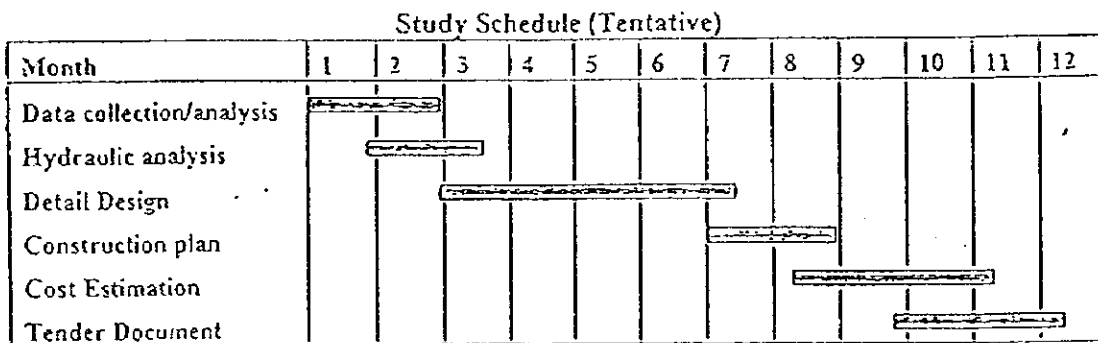 Study Schedule (Tentative)
Month 1 2 3 4 5 6 7 8 9 10 11 12
Data collection/analysis
Hydraulic analysis
Detail Design
Construction plan
Cost Estimation
Tender Document